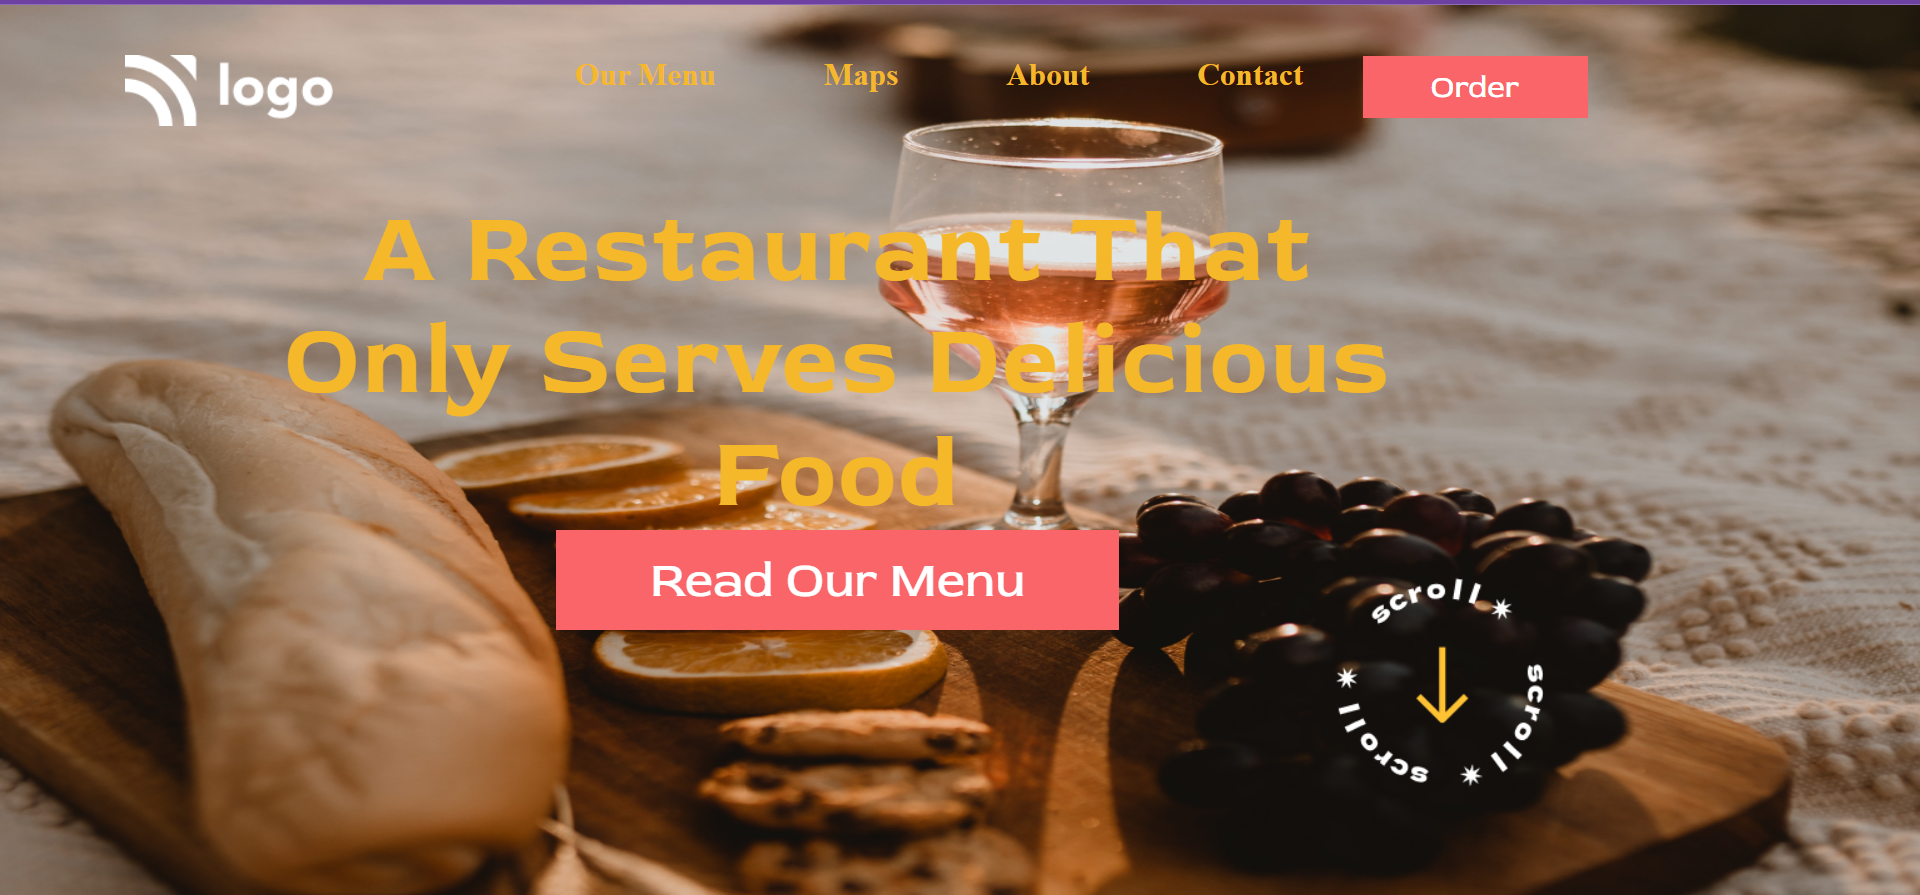 logo
Our Menu Maps About Contact Order
A Restaurant That
Only Serves Delicious
Food
Read Our Menu
scroll
scroll
scroll